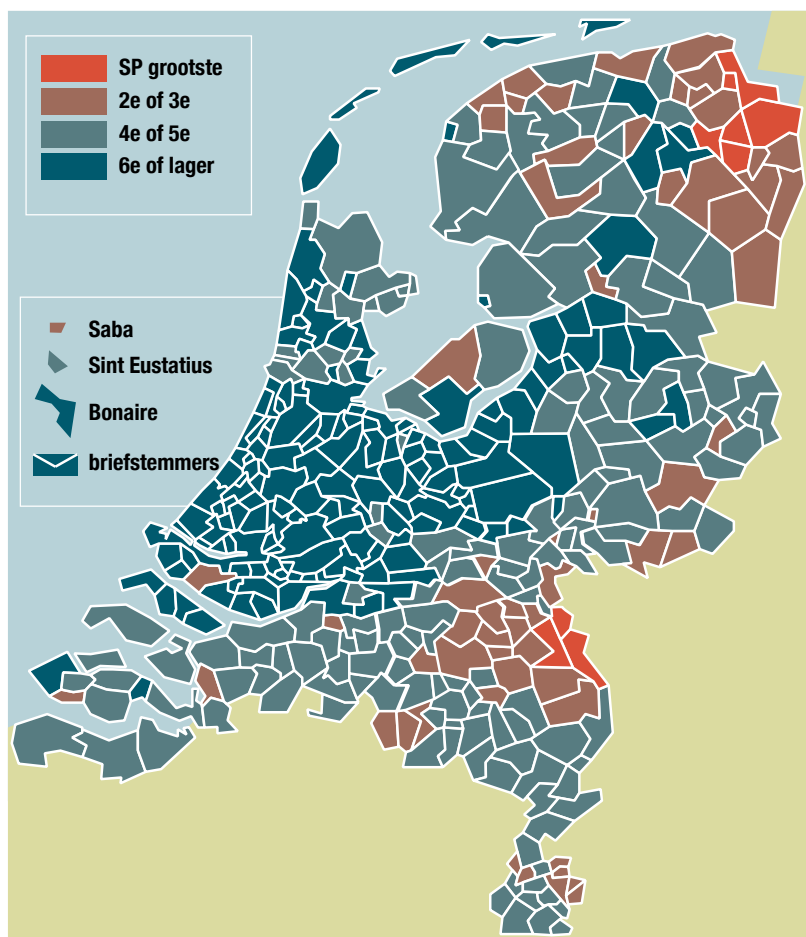 SP grootste
2e of 3e
4e of 5e
6e of lager
Saba
Sint Eustatius
Bonaire
briefstemmers